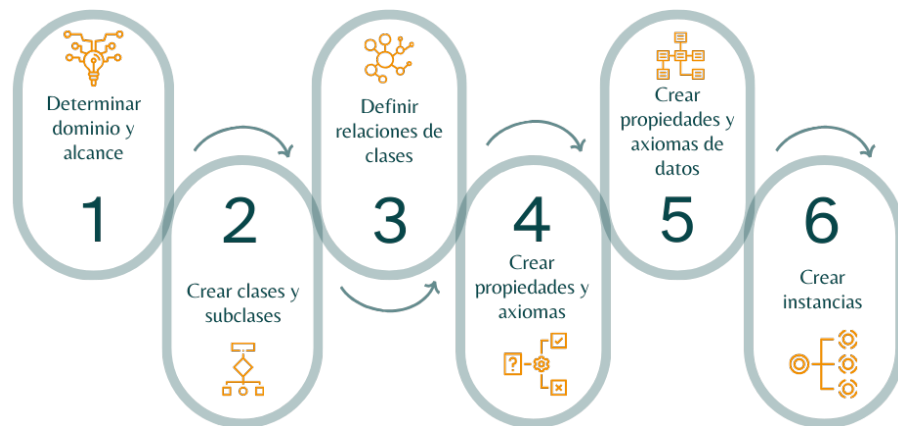 Determinar
dominio y
alcance
1
2
Crear clases y
subclases
Definir
relaciones de
clases
3
4
Crear
propiedades y
axiomas
?
Crear
propiedades y
axiomas de
datos
5
6
Crear
instancias